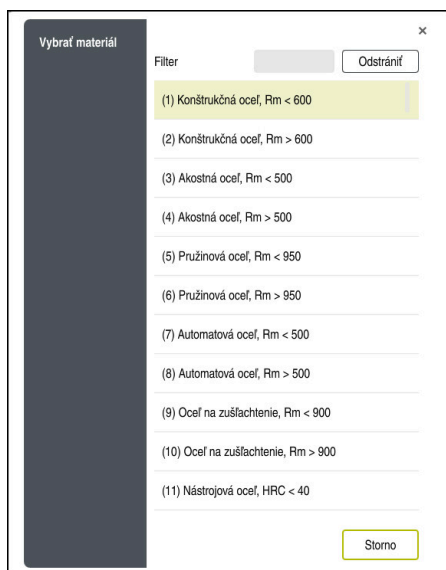 Vybrať materiál
×
Filter Odstrániť
(1) Konštrukčná oceľ, Rm < 600
(2) Konštrukčná oceľ, Rm > 600
(3) Akostná oceľ, Rm < 500
(4) Akostná oceľ, Rm > 500
(5) Pružinová oceľ, Rm < 950
(6) Pružinová oceľ, Rm > 950
(7) Automatová oceľ, Rm < 500
(8) Automatová oceľ, Rm > 500
(9) Oceľ na zušľachtenie, Rm < 900
(10) Oceľ na zušľachtenie, Rm > 900
(11) Nástrojová oceľ, HRC < 40
Storno